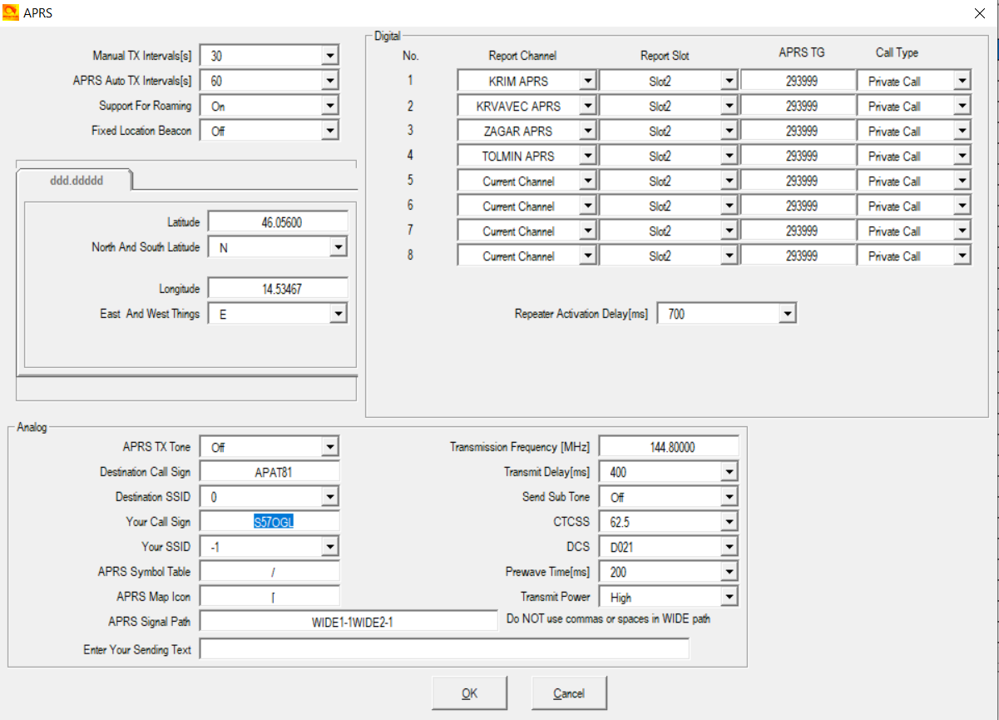 APRS
Manual TX Intervals[s] 30
APRS Auto TX Intervals[s] 60
Support For Roaming On
Fixed Location Beacon Off
ddd.ddddd
Latitude 46.05600
North And South Latitude N
Longitude 14.53467
East And West Things E
Digital
No. Report Channel Report Slot APRS TG Call Type
1 KRIM APRS Slot2 293999 Private Call
2 KRVAVEC APRS Slot2 293999 Private Call
3 ZAGAR APRS Slot2 293999 Private Call
4 TOLMIN APRS Slot2 293999 Private Call
5 Current Channel Slot2 293999 Private Call
6 Current Channel Slot2 293999 Private Call
7 Current Channel Slot2 293999 Private Call
8 Current Channel Slot2 293999 Private Call
Repeater Activation Delay[ms] 700
Analog
APRS TX Tone Off
Destination Call Sign APAT81
Destination SSID 0
Your Call Sign S57OGL
Your SSID -1
APRS Symbol Table /
APRS Map Icon [
APRS Signal Path WIDE1-1WIDE2-1
Enter Your Sending Text
Transmission Frequency [MHz] 144.80000
Transmit Delay[ms] 400
Send Sub Tone Off
CTCSS 62.5
DCS D021
Prewave Time[ms] 200
Transmit Power High
Do NOT use commas or spaces in WIDE path
OK Cancel